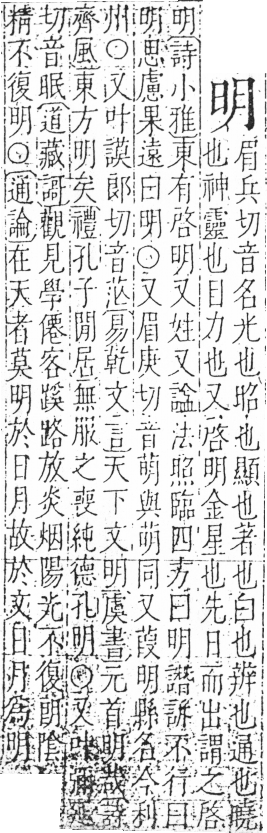 明
眉兵切音名光也昭也顯也著也白也辨也通也曉
也神靈也目力也又啓明金星也先日而出謂之啓
明詩小雅東有啓明又姓又諡法照臨四方曰明譖訴不行曰
明思慮果遠曰明○又眉庚切音萌與萌同又葭明縣名今利
州○又叶謨郎切音茫易乾文言天下文明虞書元首明哉詩
齊風東方明矣禮孔子閒居無服之喪純德孔明○又叶彌延
切音眠道藏謌觀見學僊客蹊路放炎烟陽光不復朗陰
精不復明○通論在天者莫明於日月故於文日月爲明